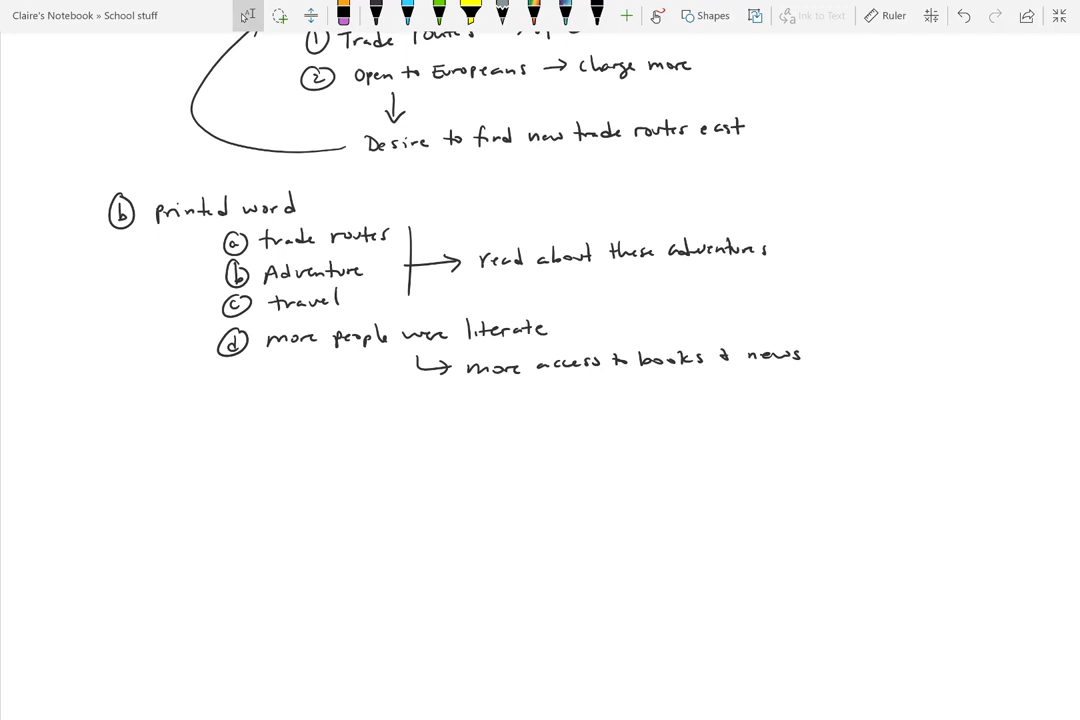 Claire's Notebook » School stuff
Shapes
Ink to Text
Ruler
① Trade routes
② Open to Europeans → charge more
↓
Desire to find new trade routes east
ⓑ printed word
ⓐ trade routes
ⓑ Adventure → read about these adventures
ⓒ travel
ⓓ more people were literate
↳ more access to books & news